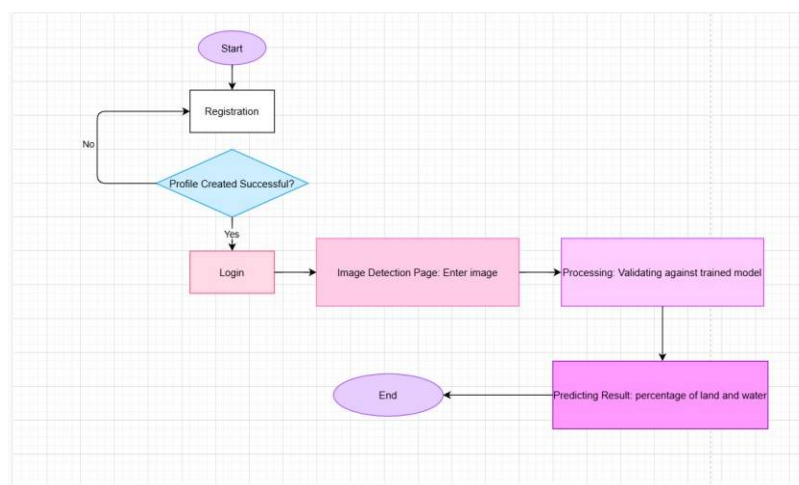 Start
Registration
No
Profile Created Successful?
Yes
Login
Image Detection Page: Enter image
Processing: Validating against trained model
End
Predicting Result: percentage of land and water